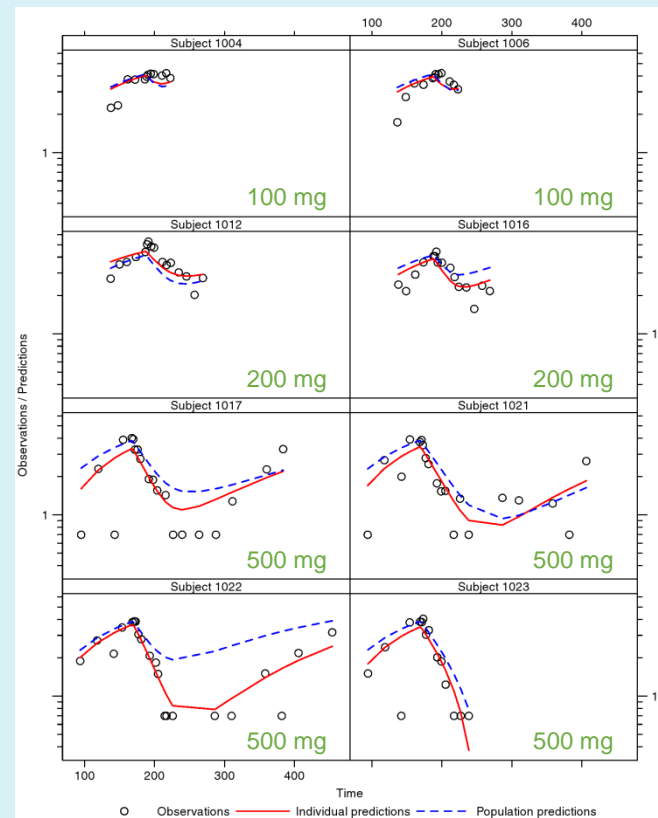 100 200 300 400
Subject 1004 Subject 1006
1
100 mg 100 mg
Subject 1012 Subject 1016
1
200 mg 200 mg
Subject 1017 Subject 1021
1
500 mg 500 mg
Subject 1022 Subject 1023
1
500 mg 500 mg
100 200 300 400
Observations / Predictions
Time
Observations Individual predictions Population predictions